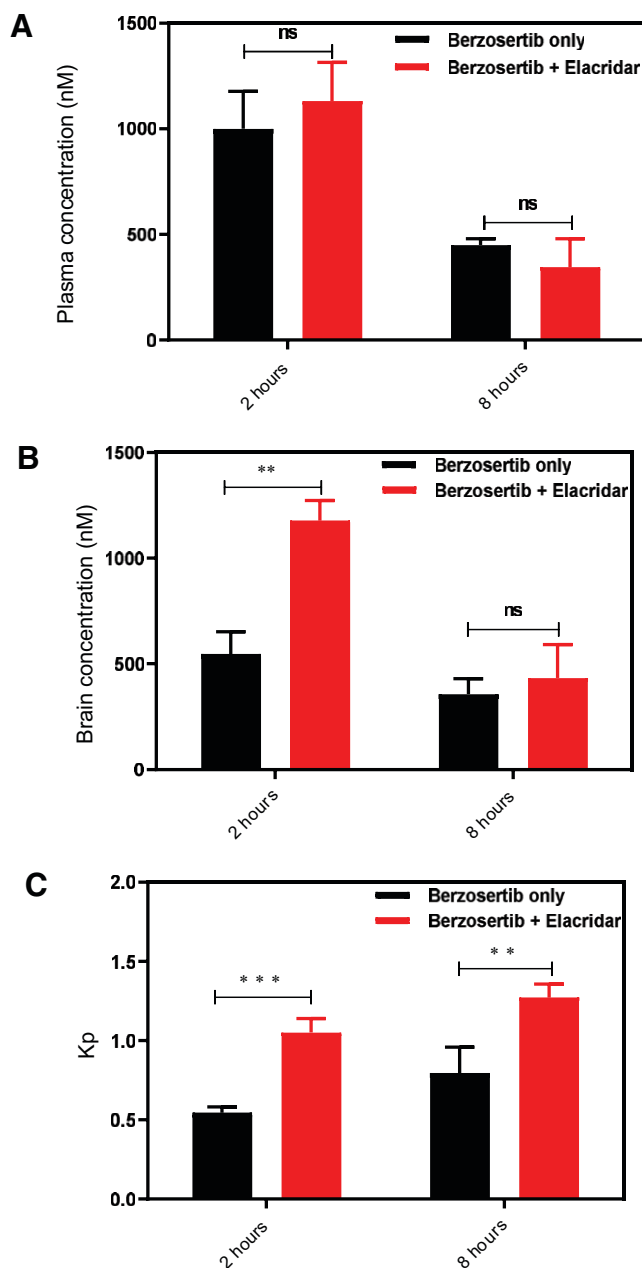 A
Plasma concentration (nM)
1500
1000
500
0
ns
ns
Berzosertib only
Berzosertib + Elacridar
2 hours
8 hours
B
Brain concentration (nM)
1500
1000
500
0
**
ns
Berzosertib only
Berzosertib + Elacridar
2 hours
8 hours
C
Kp
2.0
1.5
1.0
0.5
0.0
***
**
Berzosertib only
Berzosertib + Elacridar
2 hours
8 hours